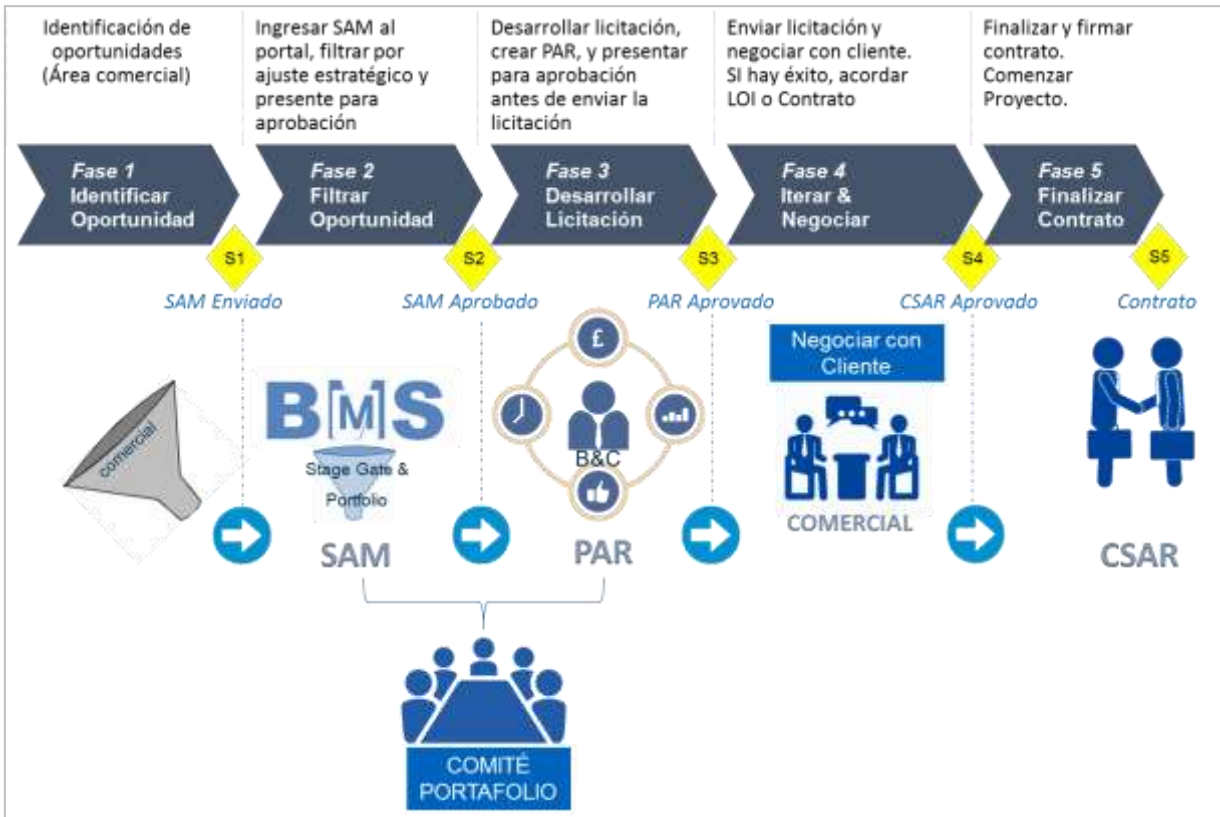 Identificación de
oportunidades
(Área comercial)
Ingresar SAM al
portal, filtrar por
ajuste estratégico y
presente para
aprobación
Desarrollar licitación,
crear PAR, y presentar
para aprobación
antes de enviar la
licitación
Enviar licitación y
negociar con cliente.
SI hay éxito, acordar
LOI o Contrato
Finalizar y firmar
contrato.
Comenzar
Proyecto.
Fase 1
Identificar
Oportunidad
Fase 2
Filtrar
Oportunidad
Fase 3
Desarrollar
Licitación
Fase 4
Iterar &
Negociar
Fase 5
Finalizar
Contrato
S1
S2
S3
S4
S5
SAM Enviado
SAM Aprobado
PAR Aprovado
CSAR Aprovado
Contrato
comercial
B[M]S
Stage Gate &
Portfolio
SAM
£
B&C
PAR
Negociar con
Cliente
COMERCIAL
CSAR
COMITÉ
PORTAFOLIO